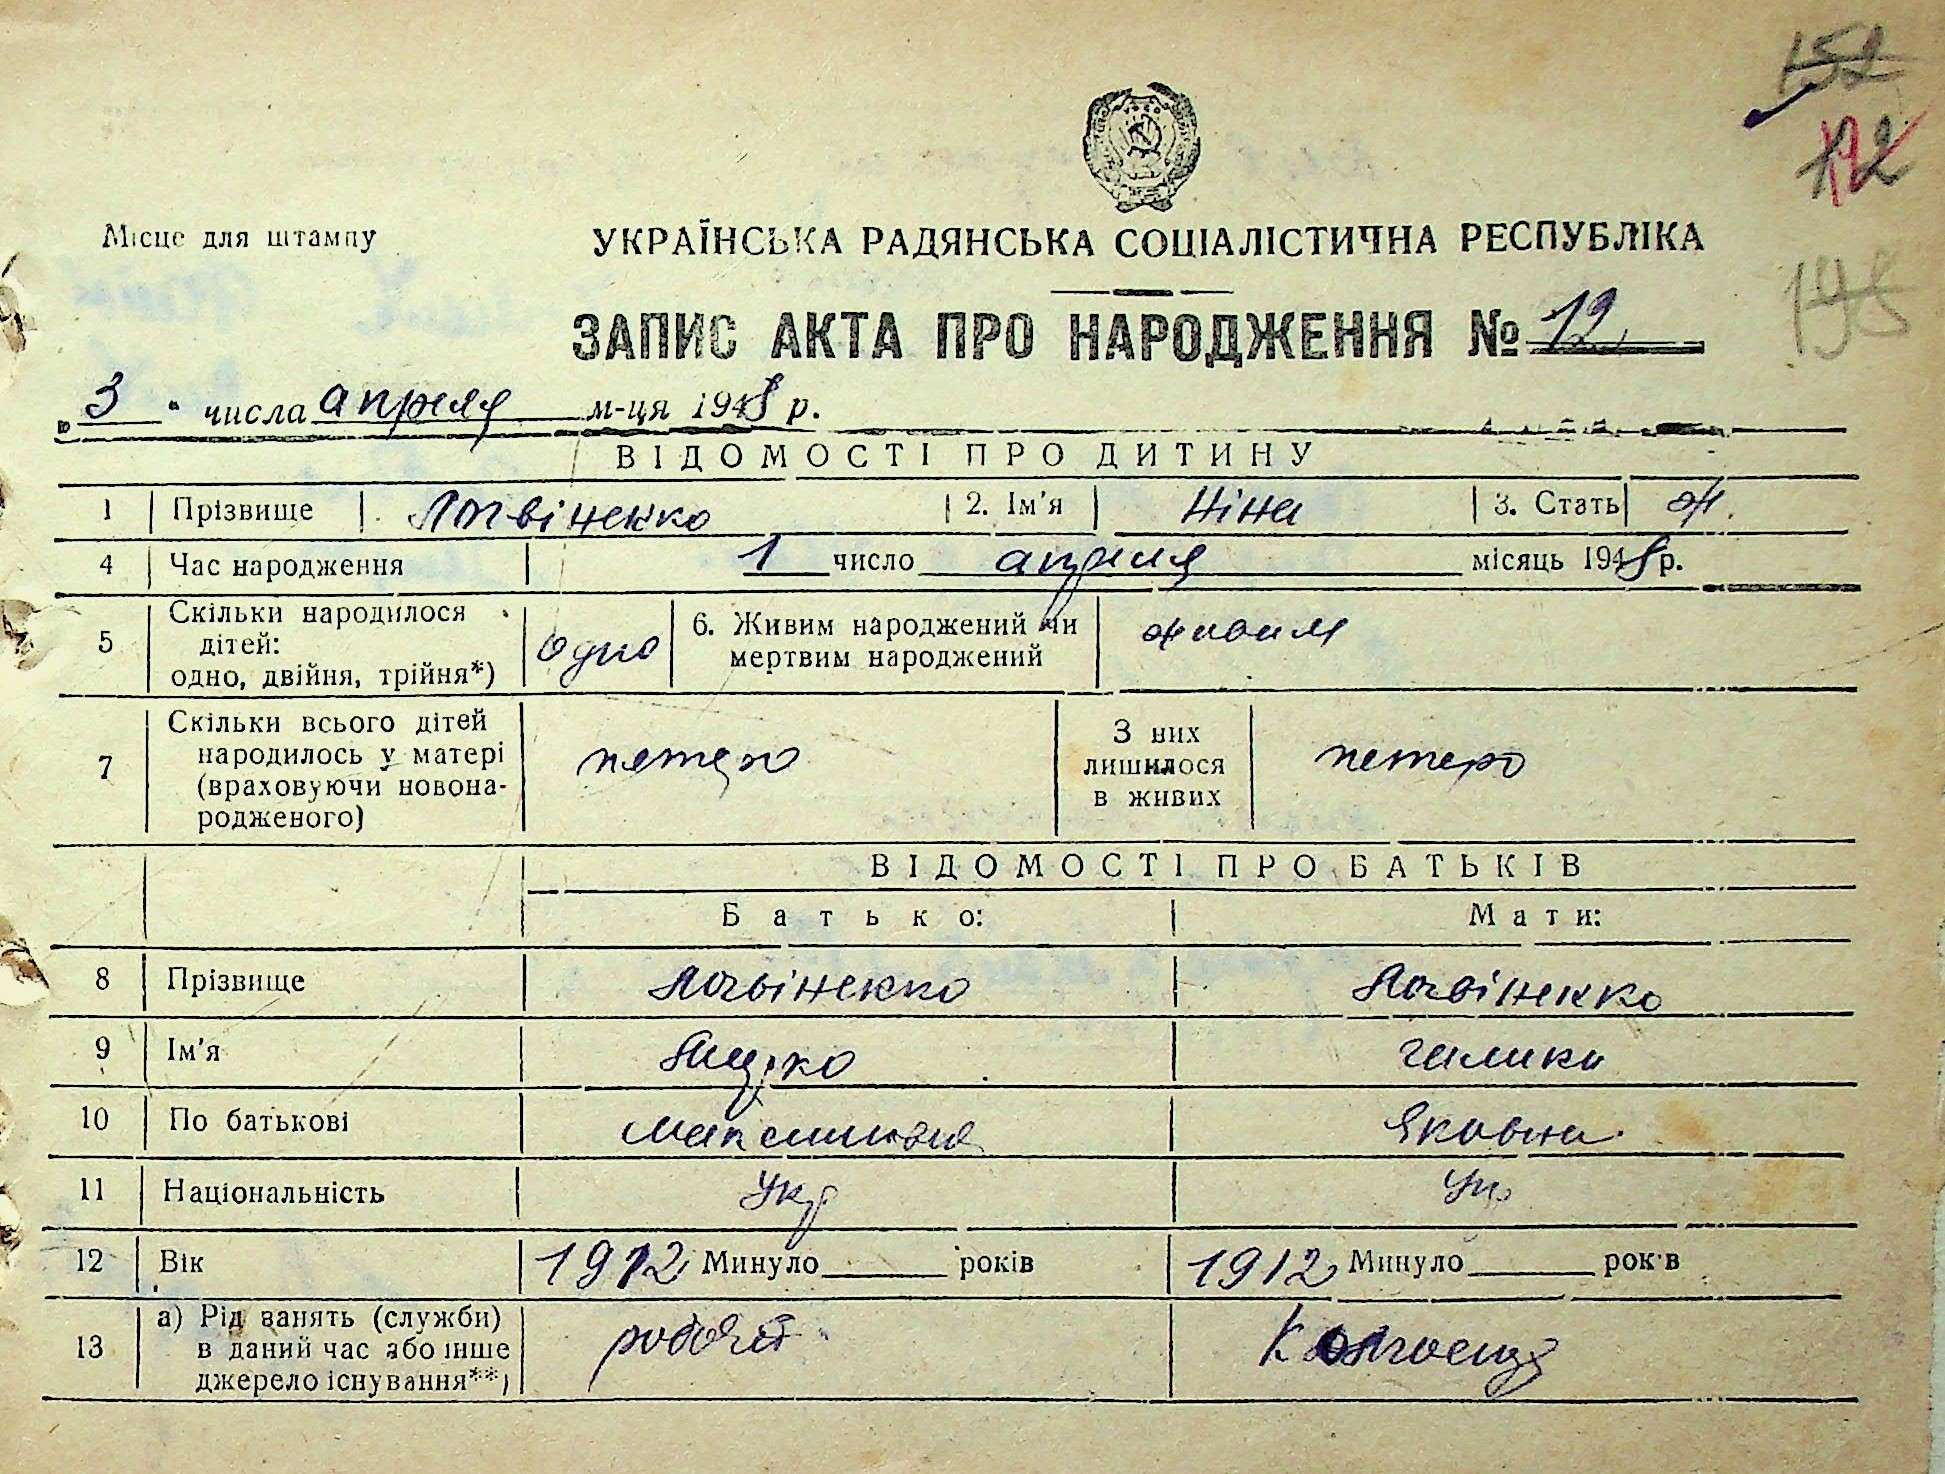 152
12
195
Місце для штампу
УКРАЇНСЬКА РАДЯНСЬКА СОЦІАЛІСТИЧНА РЕСПУБЛІКА
ЗАПИС АКТА ПРО НАРОДЖЕННЯ № 12
„3“ числа апреля м-ця 1948 р.
ВІДОМОСТІ ПРО ДИТИНУ
1 Прізвище Логвіненко 2. Ім'я Ніна 3. Стать ж.
4 Час народження 1 число апреля місяць 1948 р.
5 Скільки народилося дітей: одно, двійня, трійня*) одно 6. Живим народжений чи мертвим народжений живим
7 Скільки всього дітей народилось у матері (враховуючи новонародженого) петеро З них лишилося в живих петеро
ВІДОМОСТІ ПРО БАТЬКІВ
Батько: Мати:
8 Прізвище Логвіненко Логвіненко
9 Ім'я
10 По батькові Яковна
11 Національність Укр Укр
12 Вік 1912 Минуло років 1912 Минуло років
13 а) Рід занять (служби) в даний час або інше джерело існування**)